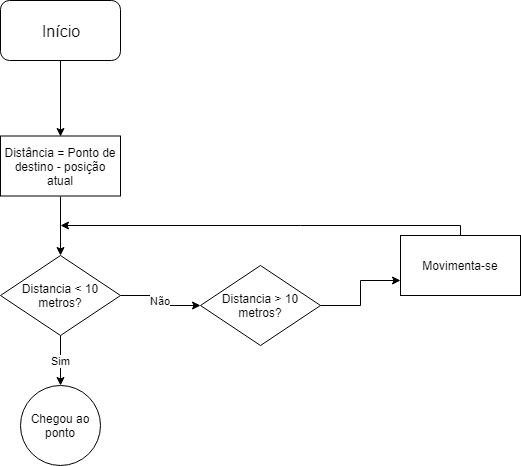 Início
Distância = Ponto de
destino - posição
atual
Distancia < 10
metros?
Não
Distancia > 10
metros?
Movimenta-se
Sim
Chegou ao
ponto